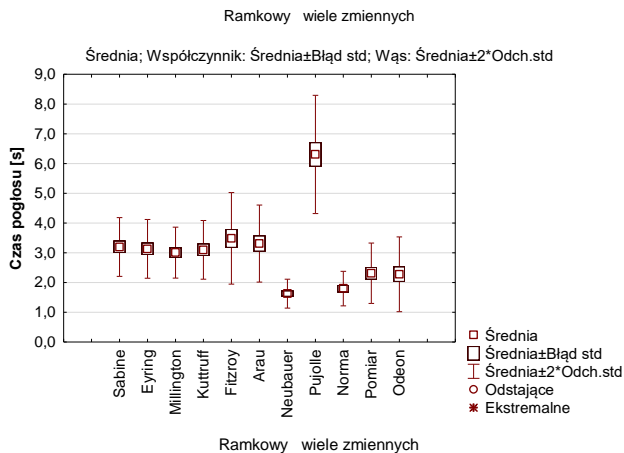 Ramkowy wiele zmiennych
Średnia; Współczynnik: Średnia±Błąd std; Wąs: Średnia±2*Odch.std
Czas pogłosu [s]
9,0
8,0
7,0
6,0
5,0
4,0
3,0
2,0
1,0
0,0
Sabine
Eyring
Millington
Kuttruff
Fitzroy
Arau
Neubauer
Pujolle
Norma
Pomiar
Odeon
Średnia
Średnia±Błąd std
Średnia±2*Odch.std
Odstające
Ekstremalne
Ramkowy wiele zmiennych